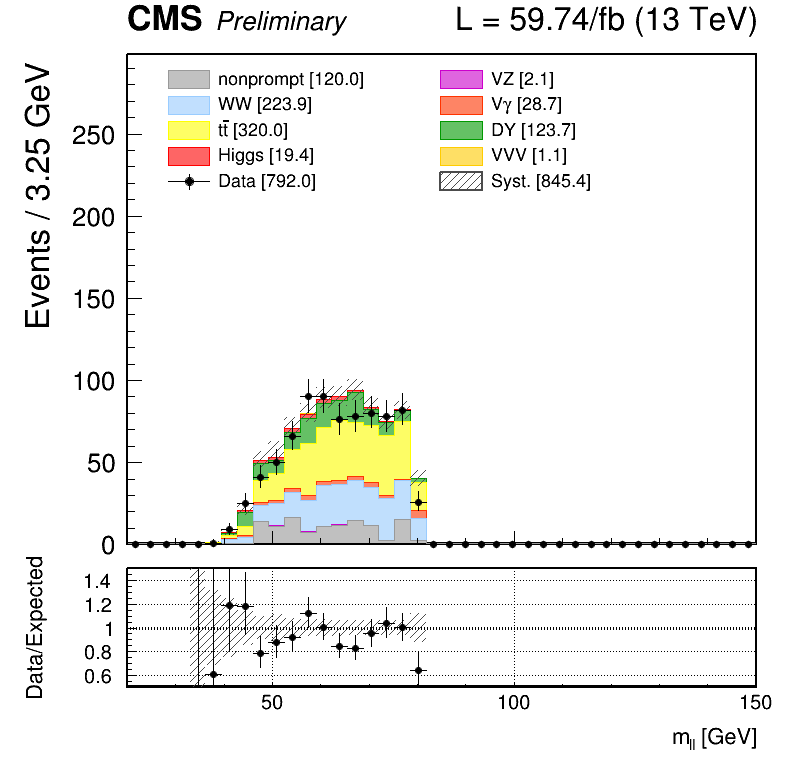 CMS Preliminary L = 59.74/fb (13 TeV)
Events / 3.25 GeV
250
200
150
100
50
0
nonprompt [120.0]
WW [223.9]
tt̄ [320.0]
Higgs [19.4]
Data [792.0]
VZ [2.1]
Vγ [28.7]
DY [123.7]
VVV [1.1]
Syst. [845.4]
Data/Expected
1.4
1.2
1
0.8
0.6
50 100 150
m_ll [GeV]